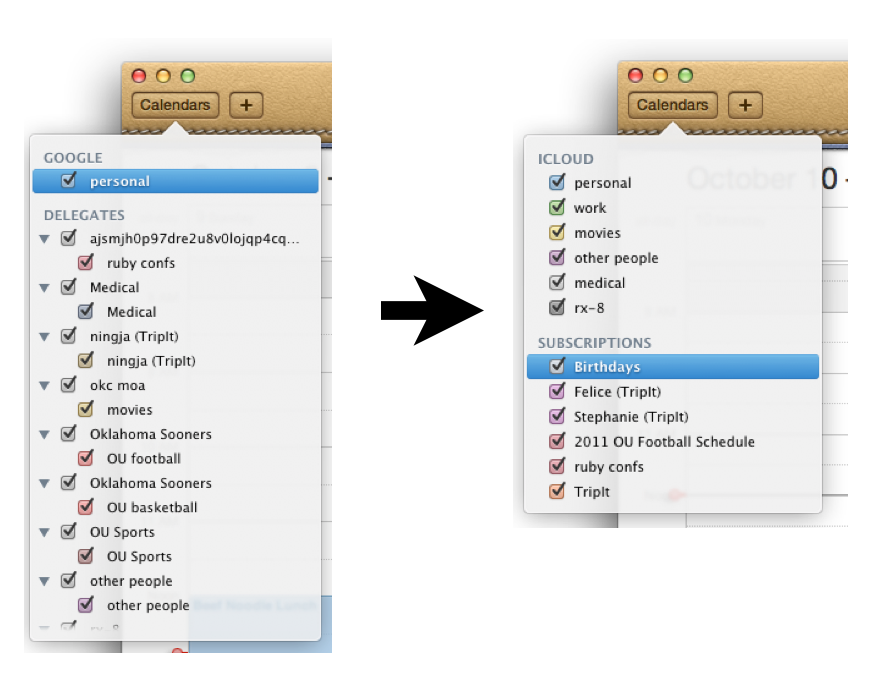 Calendars +
GOOGLE
personal
DELEGATES
ajsmjh0p97dre2u8v0lojqp4cq...
ruby confs
Medical
Medical
ningja (TripIt)
ningja (TripIt)
okc moa
movies
Oklahoma Sooners
OU football
Oklahoma Sooners
OU basketball
OU Sports
OU Sports
other people
other people
rx-8
Calendars +
October 10 -
ICLOUD
personal
work
movies
other people
medical
rx-8
SUBSCRIPTIONS
Birthdays
Felice (TripIt)
Stephanie (TripIt)
2011 OU Football Schedule
ruby confs
TripIt